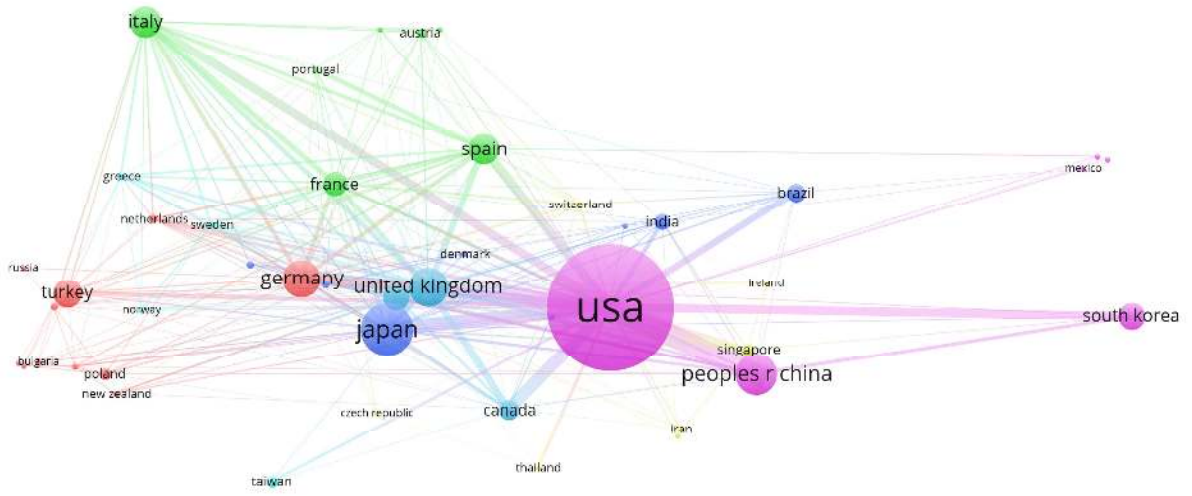 italy
austria
portugal
spain
mexico
greece
france
brazil
switzerland
netherlands
sweden
india
denmark
russia
germany
ireland
turkey
united kingdom
usa
norway
south korea
japan
singapore
bulgaria
poland
peoples r china
new zealand
czech republic
canada
iran
thailand
taiwan